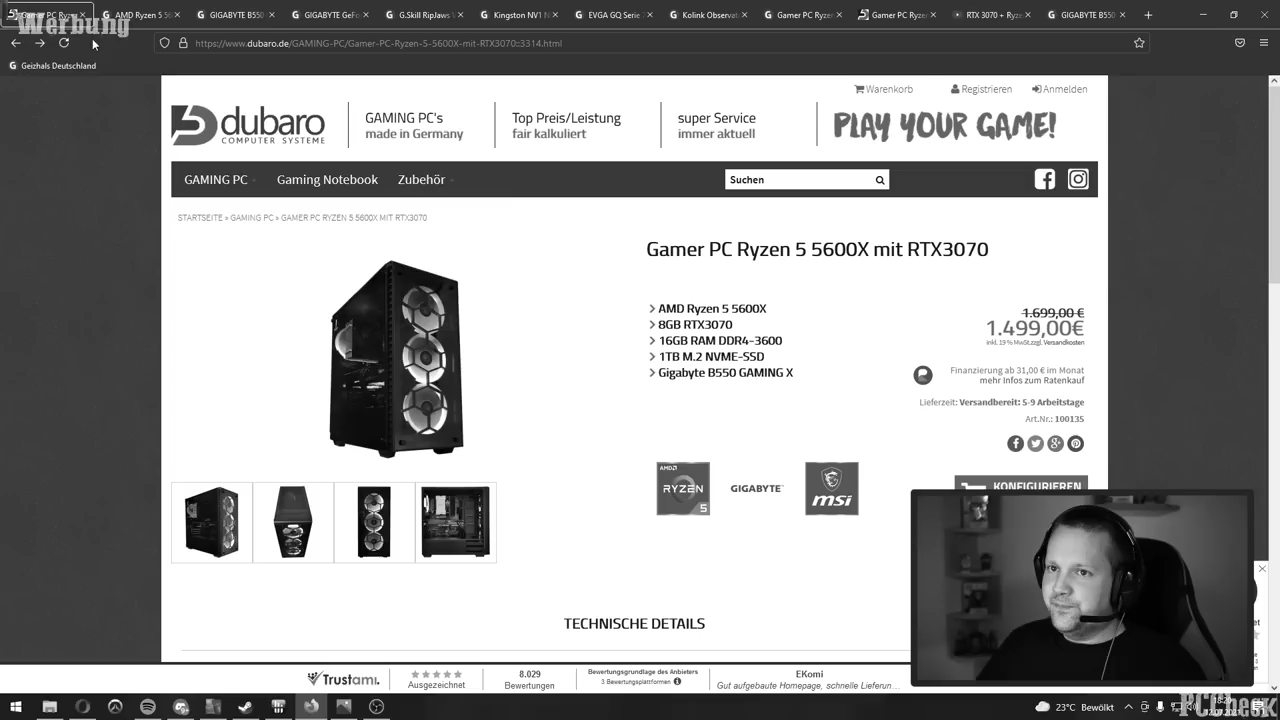 Gamer PC Ryzer
AMD Ryzen 5 56
GIGABYTE B550
GIGABYTE GeFo
G.Skill RipJaws
Kingston NV1 N
EVGA GQ Serie
Kolink Observat
Gamer PC Ryzer
Gamer PC Ryzer
RTX 3070 + Ryze
GIGABYTE B550
Werbung
https://www.dubaro.de/GAMING-PC/Gamer-PC-Ryzen-5-5600X-mit-RTX3070::3314.html
G Geizhals Deutschland
Warenkorb
Registrieren
Anmelden
dubaro
COMPUTER SYSTEME
GAMING PC's
made in Germany
Top Preis/Leistung
fair kalkuliert
super Service
immer aktuell
PLAY YOUR GAME!
GAMING PC
Gaming Notebook
Zubehör
Suchen
STARTSEITE » GAMING PC » GAMER PC RYZEN 5 5600X MIT RTX3070
Gamer PC Ryzen 5 5600X mit RTX3070
AMD Ryzen 5 5600X
8GB RTX3070
16GB RAM DDR4-3600
1TB M.2 NVME-SSD
Gigabyte B550 GAMING X
1.699,00 €
1.499,00€
inkl. 19 % MwSt.zzgl. Versandkosten
Finanzierung ab 31,00 € im Monat
mehr Infos zum Ratenkauf
Lieferzeit: Versandbereit: 5-9 Arbeitstage
Art.Nr.: 100135
AMD
RYZEN
5
GIGABYTE
msi
KONFIGURIEREN
TECHNISCHE DETAILS
Trustami.
Ausgezeichnet
8.029
Bewertungen
Bewertungsgrundlage des Anbieters
3 Bewertungsplattformen
EKomi
Gut aufgebaute Homepage, schnelle Lieferun...
23°C Bewölkt
PCGHeck